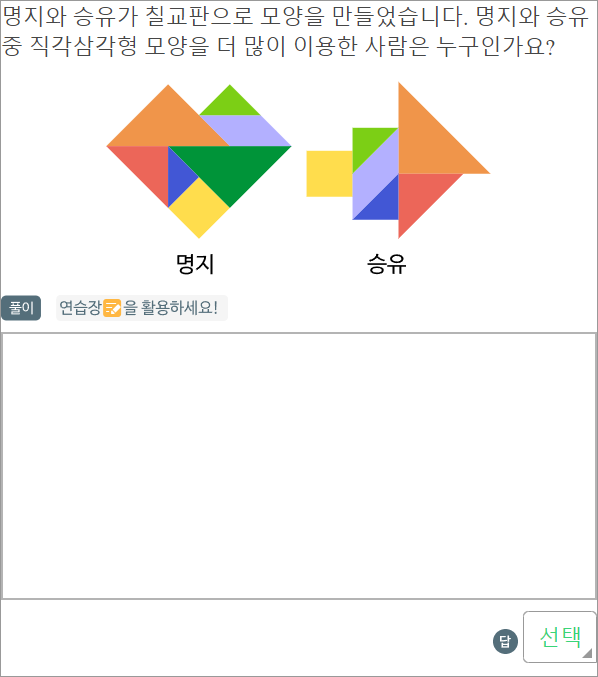 명지와 승유가 칠교판으로 모양을 만들었습니다. 명지와 승유
중 직각삼각형 모양을 더 많이 이용한 사람은 누구인가요?
명지
승유
풀이
연습장을 활용하세요!
답
선택